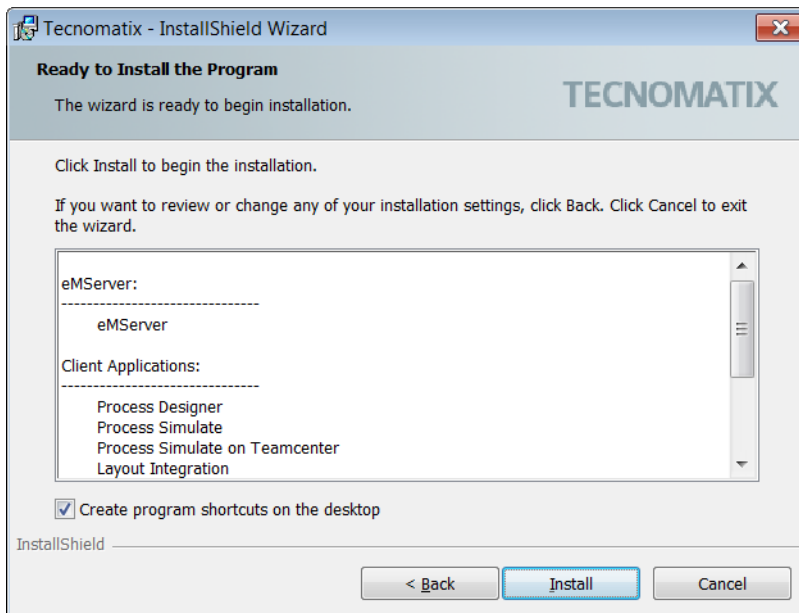 Tecnomatix - InstallShield Wizard
Ready to Install the Program
The wizard is ready to begin installation.
TECNOMATIX
Click Install to begin the installation.
If you want to review or change any of your installation settings, click Back. Click Cancel to exit
the wizard.
eMServer:
-------------------------------
eMServer
Client Applications:
-------------------------------
Process Designer
Process Simulate
Process Simulate on Teamcenter
Layout Integration
Create program shortcuts on the desktop
InstallShield
< Back
Install
Cancel